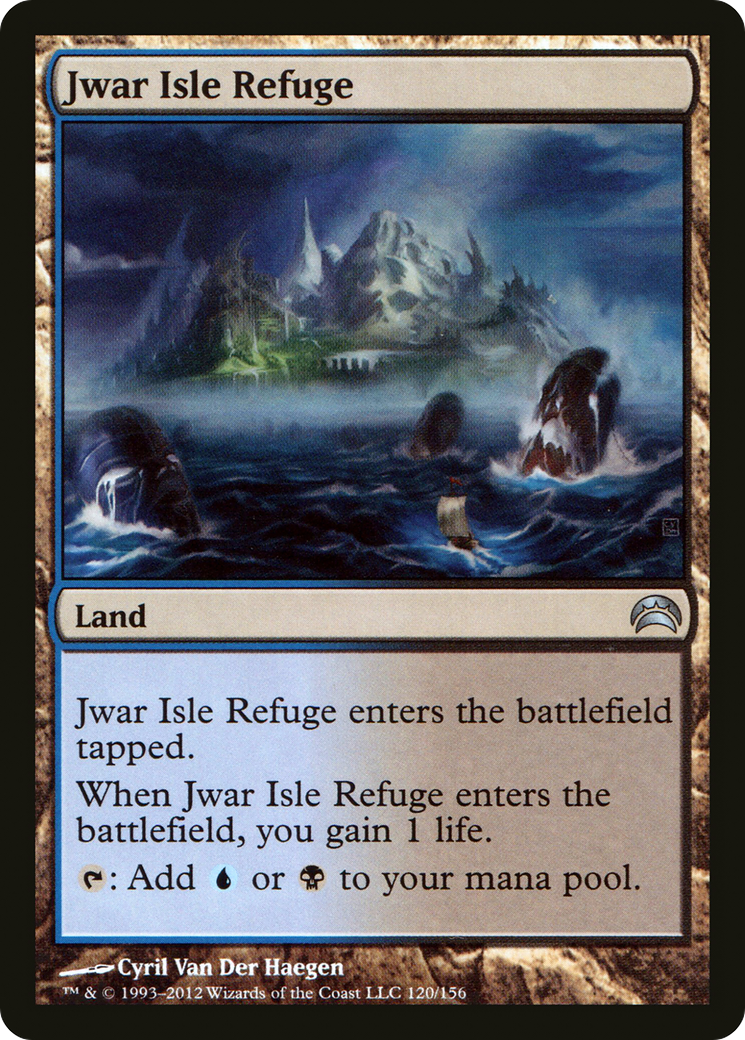 Jwar Isle Refuge
Land
Jwar Isle Refuge enters the battlefield
tapped.
When Jwar Isle Refuge enters the
battlefield, you gain 1 life.
: Add or to your mana pool.
Cyril Van Der Haegen
™ & © 1993–2012 Wizards of the Coast LLC 120/156